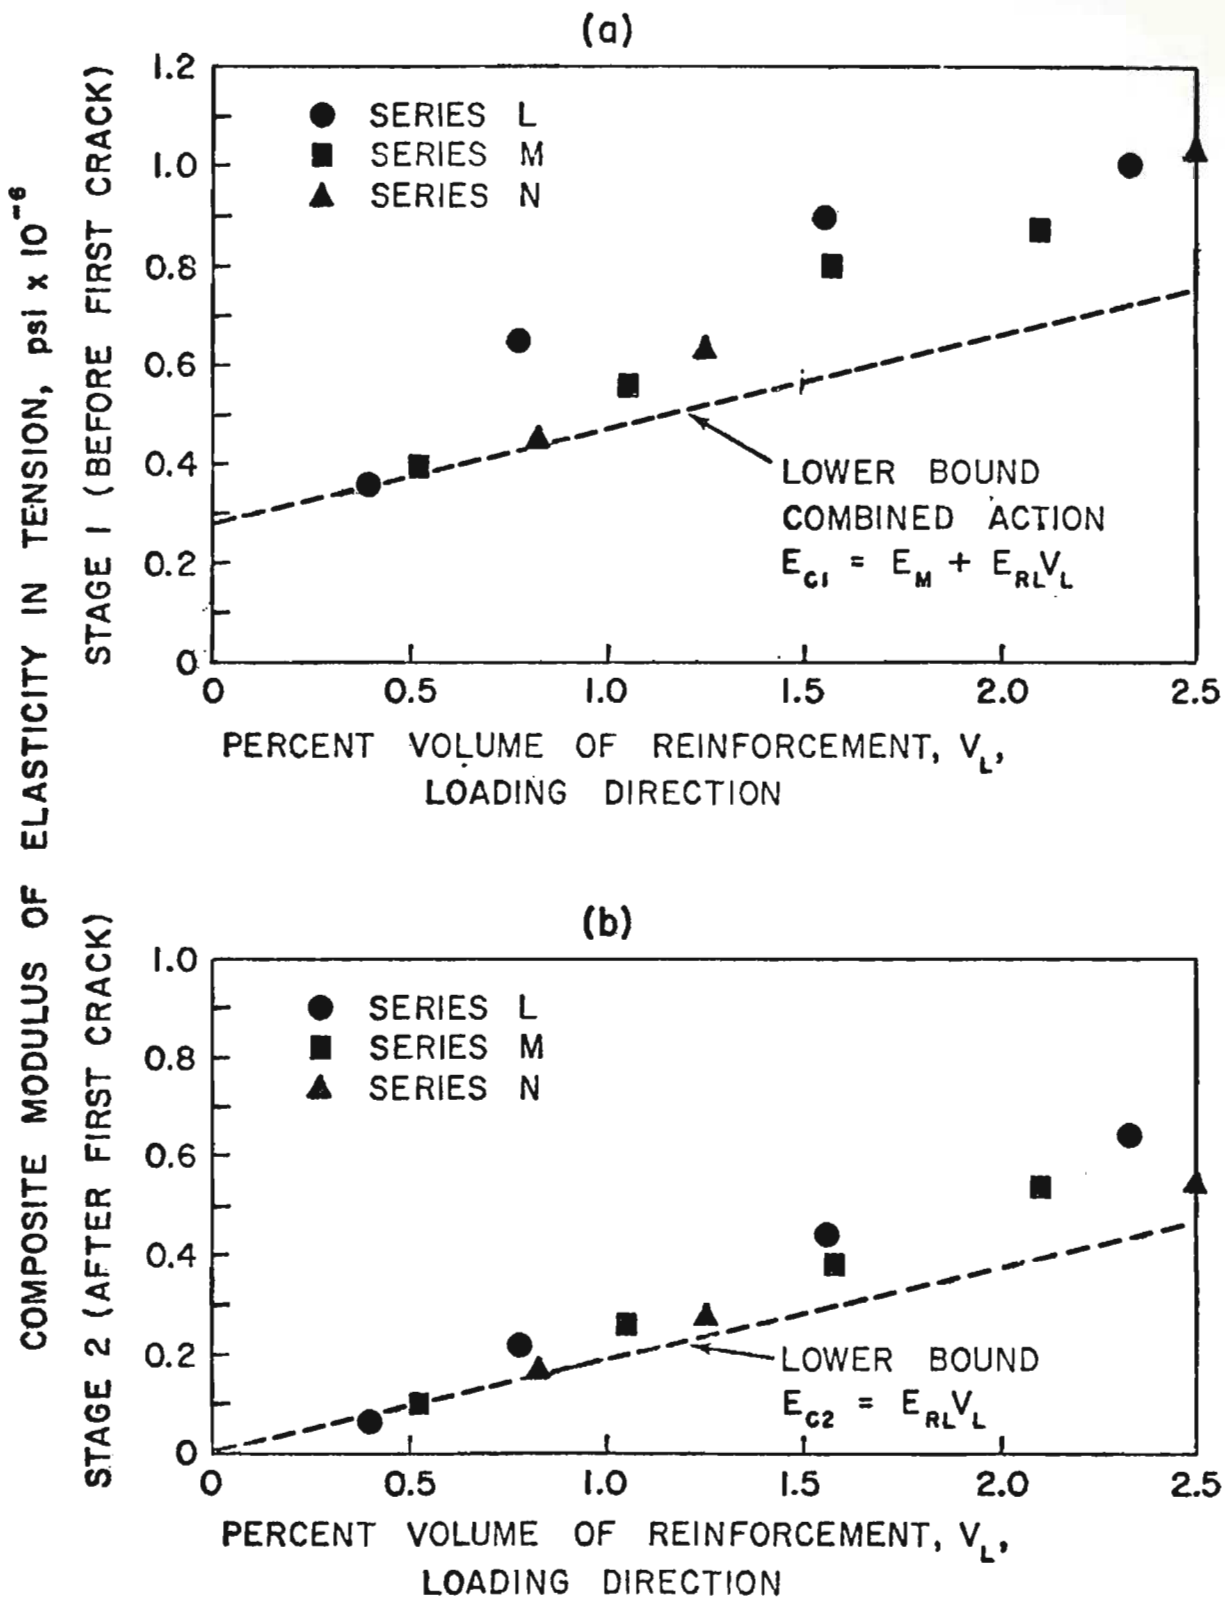 (a)
COMPOSITE MODULUS OF ELASTICITY IN TENSION, psi x 10⁻⁶
STAGE 1 (BEFORE FIRST CRACK)
1.2
1.0
0.8
0.6
0.4
0.2
0
SERIES L
SERIES M
SERIES N
LOWER BOUND
COMBINED ACTION
E_C1 = E_M + E_RL V_L
0 0.5 1.0 1.5 2.0 2.5
PERCENT VOLUME OF REINFORCEMENT, V_L,
LOADING DIRECTION
(b)
STAGE 2 (AFTER FIRST CRACK)
1.0
0.8
0.6
0.4
0.2
0
SERIES L
SERIES M
SERIES N
LOWER BOUND
E_C2 = E_RL V_L
0 0.5 1.0 1.5 2.0 2.5
PERCENT VOLUME OF REINFORCEMENT, V_L,
LOADING DIRECTION